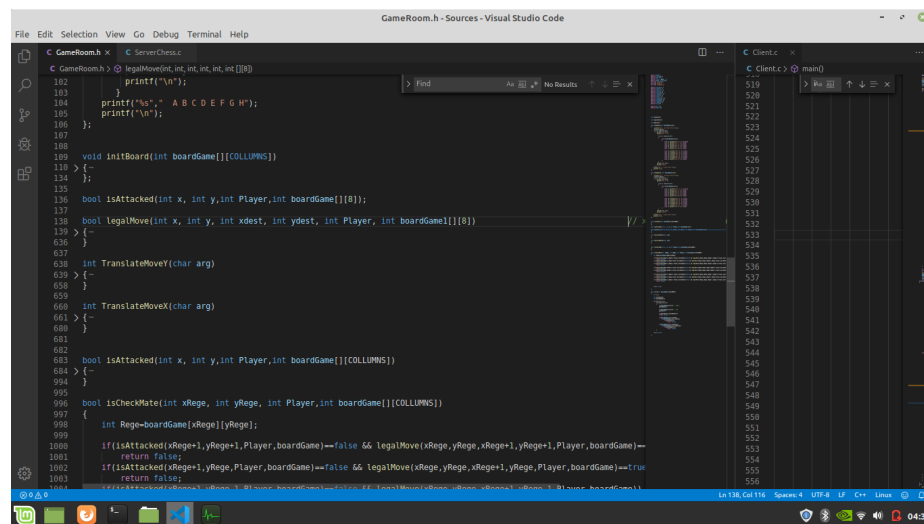 GameRoom.h - Sources - Visual Studio Code
File Edit Selection View Go Debug Terminal Help
C GameRoom.h × C ServerChess.c
C GameRoom.h > legalMove(int, int, int, int, int, int [][8])
Find Aa No Results
102 printf("\n");
103 }
104 printf("%s"," A B C D E F G H");
105 printf("\n");
106 };
107
108
109 void initBoard(int boardGame[][COLLUMNS])
110 > {
134 };
135
136 bool isAttacked(int x, int y,int Player,int boardGame[][8]);
137
138 bool legalMove(int x, int y, int xdest, int ydest, int Player, int boardGame1[][8]) //
139 > {
636 }
637
638 int TranslateMoveY(char arg)
639 > {
658 }
659
660 int TranslateMoveX(char arg)
661 > {
680 }
681
682
683 bool isAttacked(int x, int y,int Player,int boardGame[][COLLUMNS])
684 > {
994 }
995
996 bool isCheckMate(int xRege, int yRege, int Player,int boardGame[][COLLUMNS])
997 {
998 int Rege=boardGame[xRege][yRege];
999
1000 if(isAttacked(xRege+1,yRege+1,Player,boardGame)==false && legalMove(xRege,yRege,xRege+1,yRege+1,Player,boardGame)==
1001 return false;
1002 if(isAttacked(xRege+1,yRege,Player,boardGame)==false && legalMove(xRege,yRege,xRege+1,yRege,Player,boardGame)==true
1003 return false;
C Client.c ×
C Client.c > main()
519
520
521
522
523
524
525
526
527
528
529
530
531
532
533
534
535
536
537
538
539
540
541
542
543
544
545
546
547
548
549
550
551
552
553
554
555
556
0 0 Ln 138, Col 116 Spaces: 4 UTF-8 LF C++ Linux